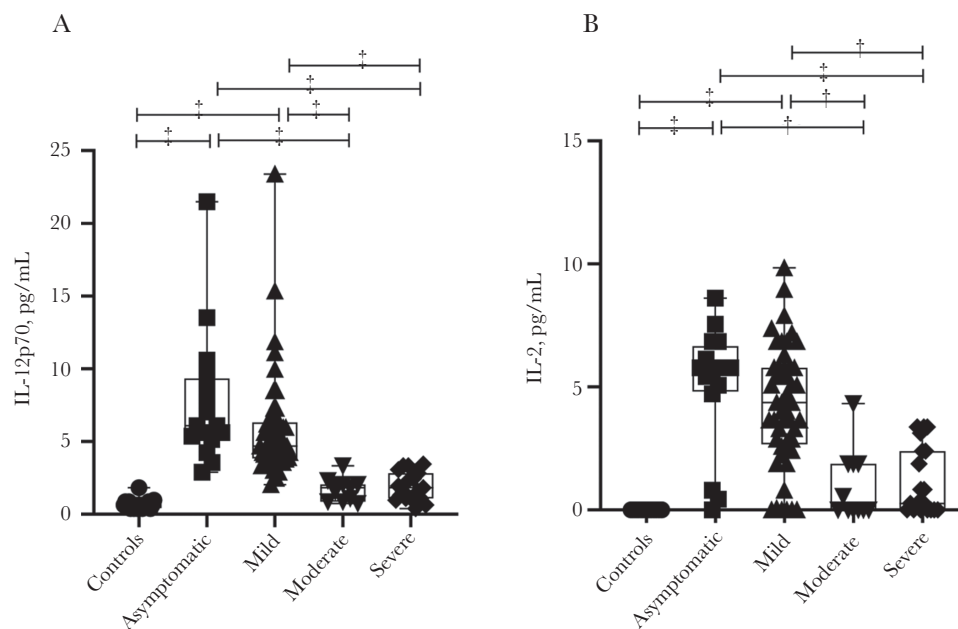 A
‡
‡
‡ ‡
‡ ‡
IL-12p70, pg/mL
25
20
15
10
5
0
Controls
Asymptomatic
Mild
Moderate
Severe
B
†
‡
‡ †
‡ †
IL-2, pg/mL
15
10
5
0
Controls
Asymptomatic
Mild
Moderate
Severe